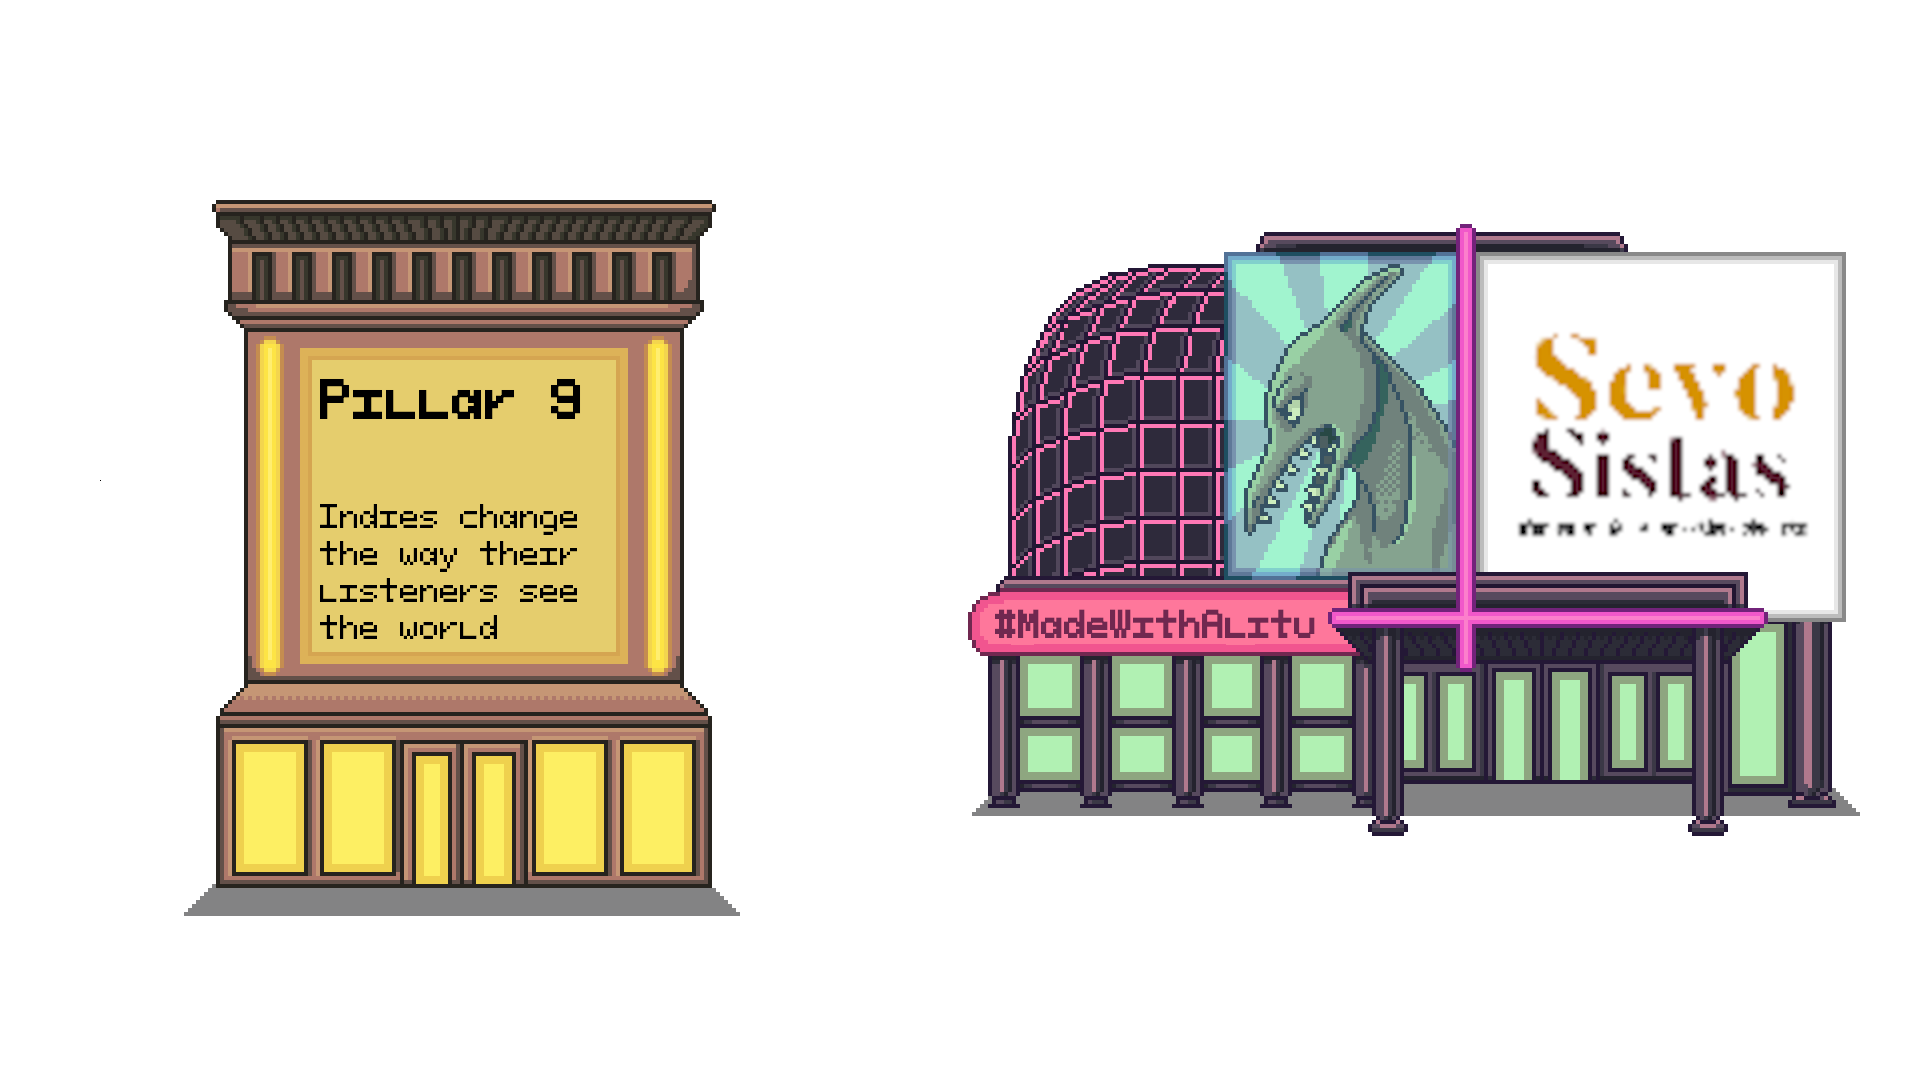 Pillar 9
Indies change
the way their
listeners see
the world
#MadeWithAlitu
Sevo
Sistas